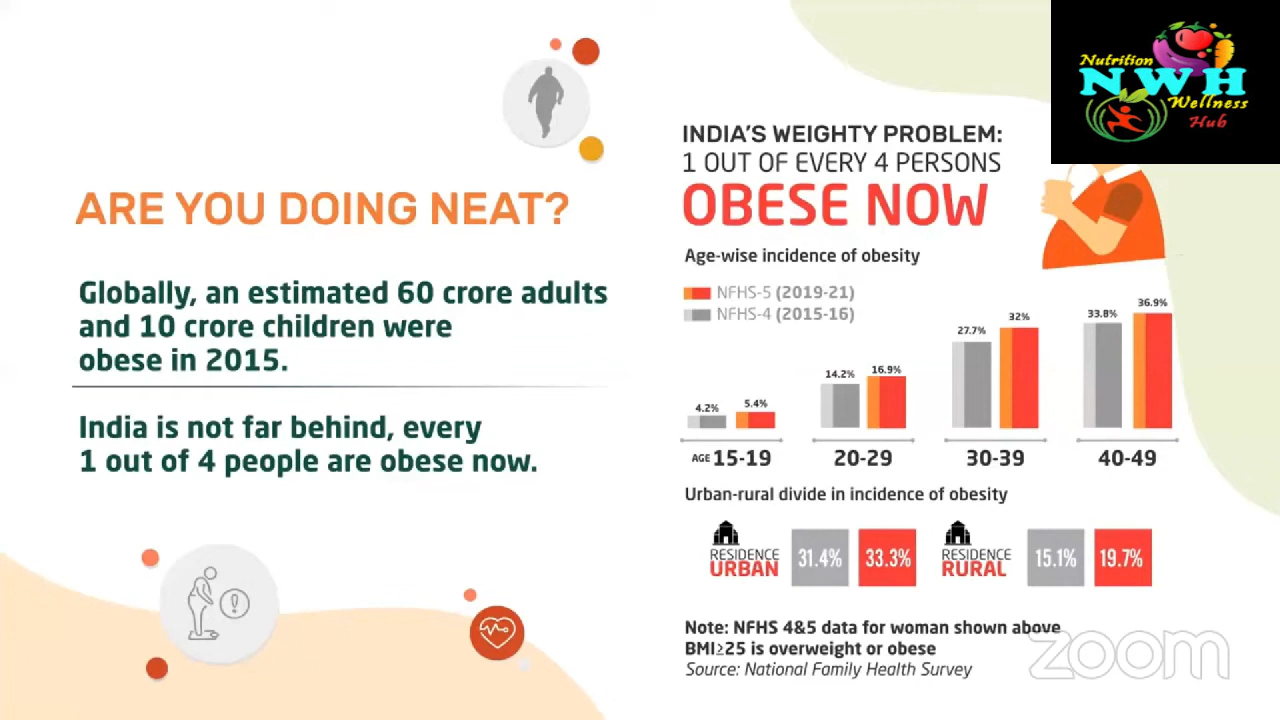 ARE YOU DOING NEAT?
Globally, an estimated 60 crore adults
and 10 crore children were
obese in 2015.
India is not far behind, every
1 out of 4 people are obese now.
Nutrition
NWH
Wellness
Hub
INDIA'S WEIGHTY PROBLEM:
1 OUT OF EVERY 4 PERSONS
OBESE NOW
Age-wise incidence of obesity
NFHS-5 (2019-21)
NFHS-4 (2015-16)
4.2% 5.4% 14.2% 16.9% 27.7% 32% 33.8% 36.9%
AGE 15-19 20-29 30-39 40-49
Urban-rural divide in incidence of obesity
RESIDENCE URBAN 31.4% 33.3% RESIDENCE RURAL 15.1% 19.7%
Note: NFHS 4&5 data for woman shown above
BMI≥25 is overweight or obese
Source: National Family Health Survey
zoom